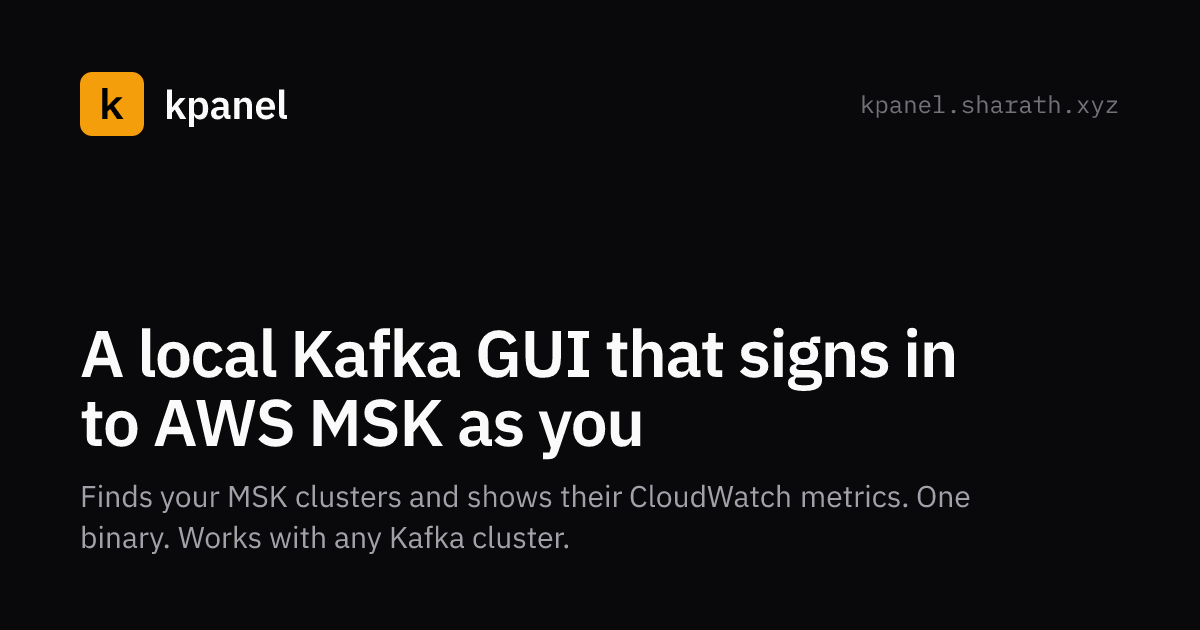 k
kpanel
kpanel.sharath.xyz
A local Kafka GUI that signs in
to AWS MSK as you
Finds your MSK clusters and shows their CloudWatch metrics. One
binary. Works with any Kafka cluster.